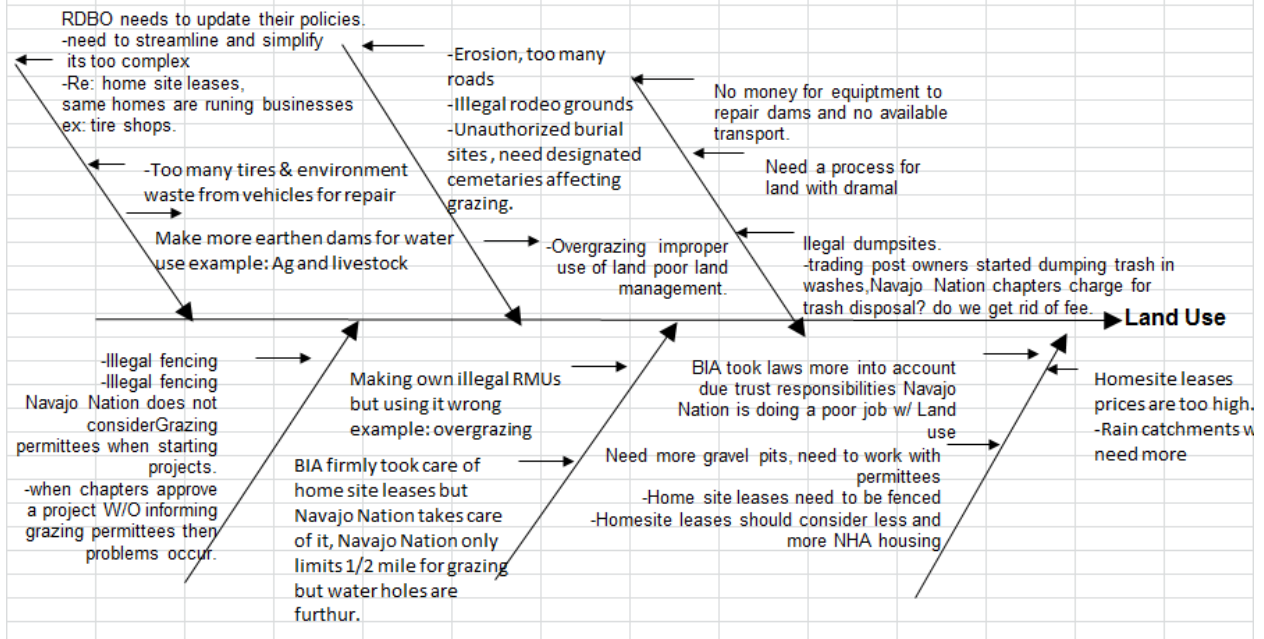 RDBO needs to update their policies.
-need to streamline and simplify
its too complex
-Re: home site leases,
same homes are runing businesses
ex: tire shops.
-Too many tires & environment
waste from vehicles for repair
Make more earthen dams for water
use example: Ag and livestock
-Erosion, too many
roads
-Illegal rodeo grounds
-Unauthorized burial
sites , need designated
cemetaries affecting
grazing.
-Overgrazing improper
use of land poor land
management.
No money for equiptment to
repair dams and no available
transport.
Need a process for
land with dramal
Ilegal dumpsites.
-trading post owners started dumping trash in
washes,Navajo Nation chapters charge for
trash disposal? do we get rid of fee.
Land Use
-Illegal fencing
-Illegal fencing
Navajo Nation does not
considerGrazing
permittees when starting
projects.
-when chapters approve
a project W/O informing
grazing permittees then
problems occur.
Making own illegal RMUs
but using it wrong
example: overgrazing
BIA firmly took care of
home site leases but
Navajo Nation takes care
of it, Navajo Nation only
limits 1/2 mile for grazing
but water holes are
furthur.
BIA took laws more into account
due trust responsibilities Navajo
Nation is doing a poor job w/ Land
use
Need more gravel pits, need to work with
permittees
-Home site leases need to be fenced
-Homesite leases should consider less and
more NHA housing
Homesite leases
prices are too high.
-Rain catchments w
need more